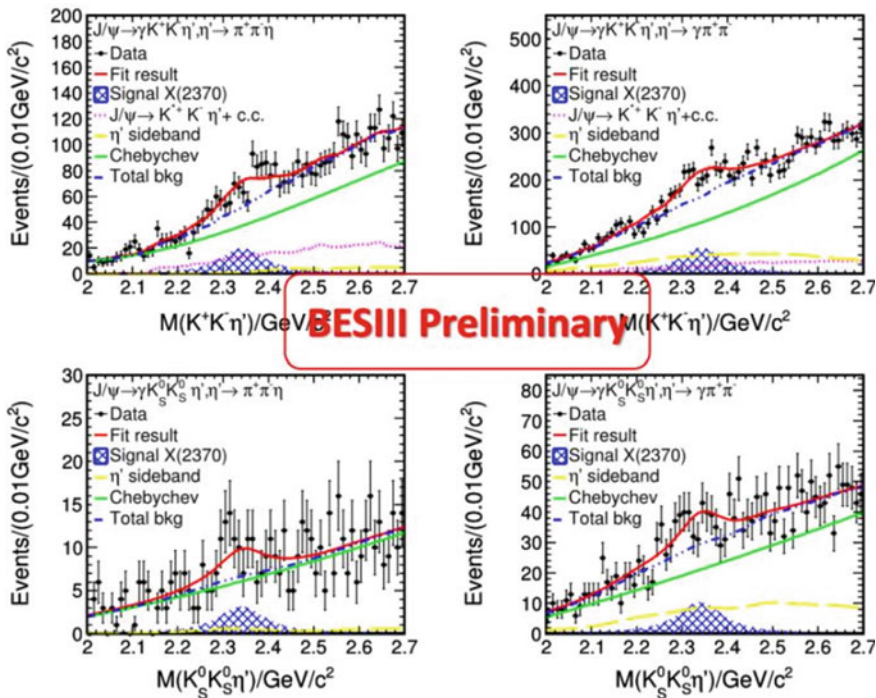 J/ψ→γK⁺K⁻η',η'→ π⁺π⁻η
Data
Fit result
Signal X(2370)
J/ψ→ K*⁺ K⁻ η'+ c.c.
η' sideband
Chebychev
Total bkg
Events/(0.01GeV/c²)
200
180
160
140
120
100
80
60
40
20
0
2 2.1 2.2 2.3 2.4 2.5 2.6 2.7
M(K⁺K⁻η')/GeV/c²
J/ψ→γK⁺K⁻η',η'→ γπ⁺π⁻
Data
Fit result
Signal X(2370)
J/ψ→ K*⁺ K⁻ η'+c.c.
η' sideband
Chebychev
Total bkg
Events/(0.01GeV/c²)
500
400
300
200
100
0
2 2.1 2.2 2.3 2.4 2.5 2.6 2.7
M(K⁺K⁻η')/GeV/c²
BESIII Preliminary
J/ψ→γK⁰_S K⁰_S η',η'→ π⁺π⁻η
Data
Fit result
Signal X(2370)
η' sideband
Chebychev
Total bkg
Events/(0.01GeV/c²)
30
25
20
15
10
5
0
2 2.1 2.2 2.3 2.4 2.5 2.6 2.7
M(K⁰_S K⁰_S η')/GeV/c²
J/ψ→γK⁰_S K⁰_S η',η'→ γπ⁺π⁻
Data
Fit result
Signal X(2370)
η' sideband
Chebychev
Total bkg
Events/(0.01GeV/c²)
80
70
60
50
40
30
20
10
0
2 2.1 2.2 2.3 2.4 2.5 2.6 2.7
M(K⁰_S K⁰_S η')/GeV/c²